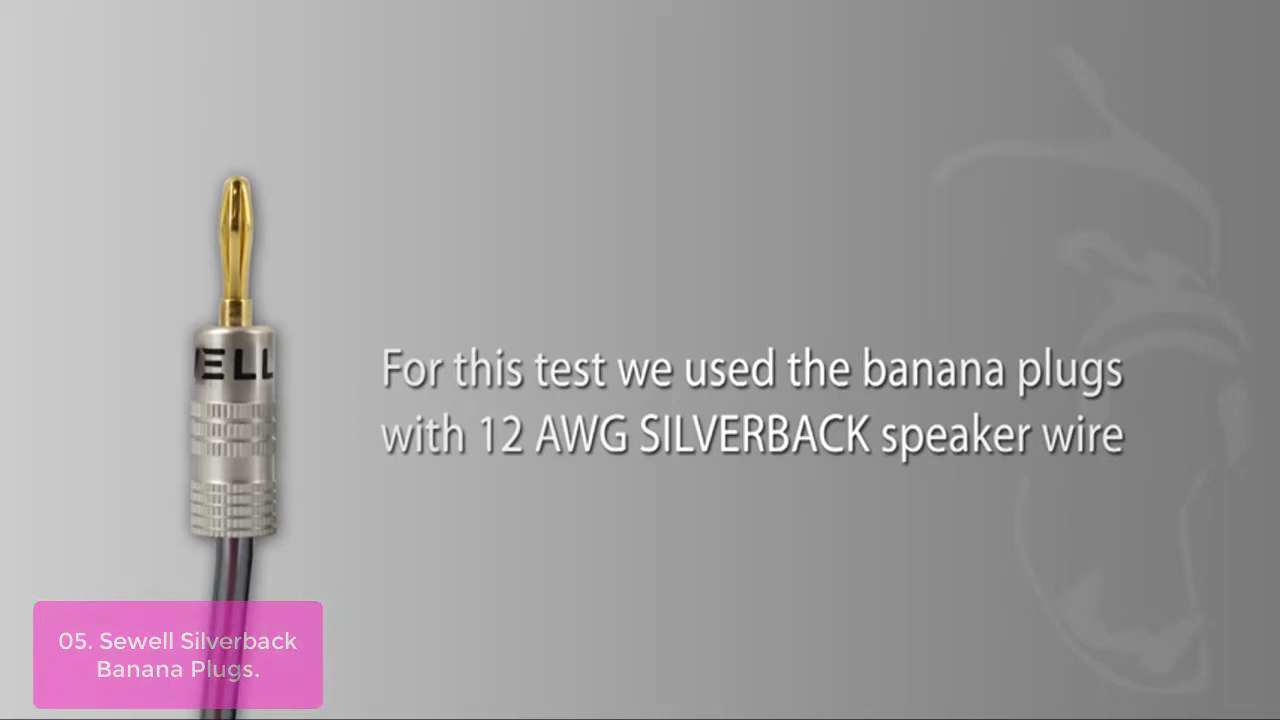 ELL
For this test we used the banana plugs
with 12 AWG SILVERBACK speaker wire
05. Sewell Silverback
Banana Plugs.